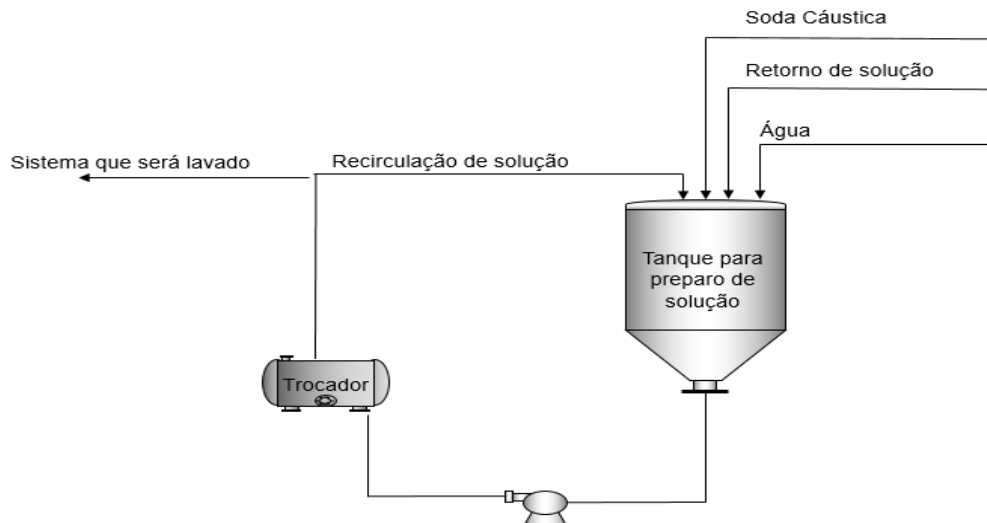 Soda Cáustica
Retorno de solução
Água
Sistema que será lavado
Recirculação de solução
Tanque para
preparo de
solução
Trocador